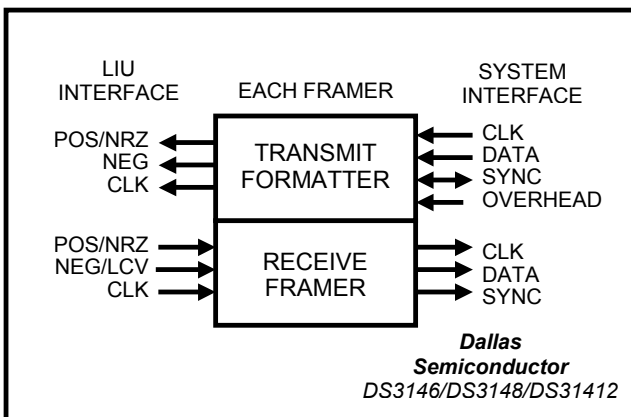 LIU
INTERFACE
EACH FRAMER
SYSTEM
INTERFACE
POS/NRZ
NEG
CLK
TRANSMIT
FORMATTER
CLK
DATA
SYNC
OVERHEAD
POS/NRZ
NEG/LCV
CLK
RECEIVE
FRAMER
CLK
DATA
SYNC
Dallas
Semiconductor
DS3146/DS3148/DS31412